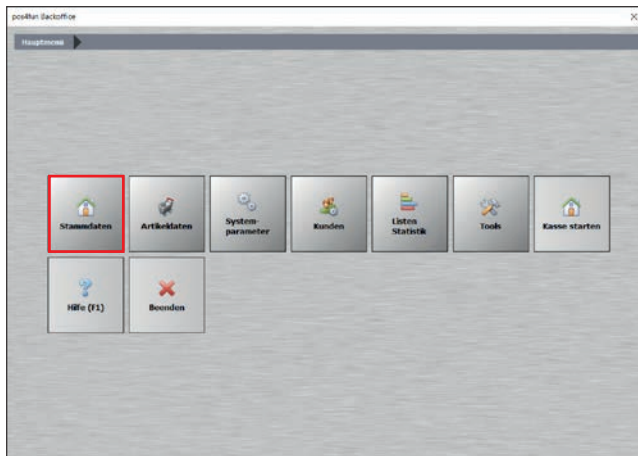 pos4fun Backoffice
Hauptmenü
Stammdaten
Artikeldaten
System-
parameter
Kunden
Listen
Statistik
Tools
Kasse starten
Hilfe (F1)
Beenden